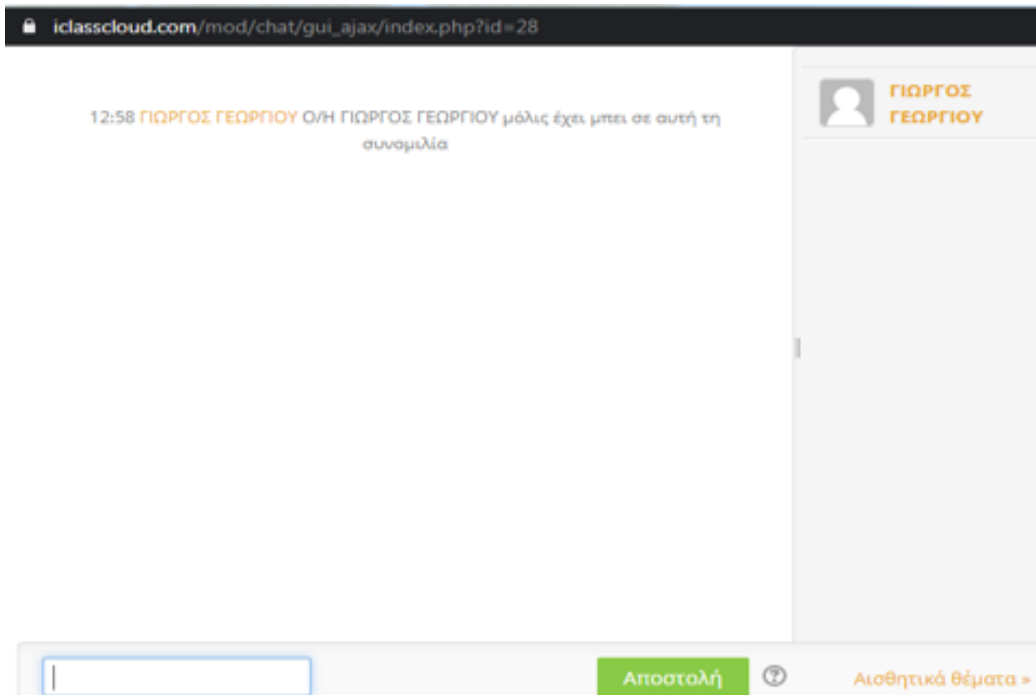 iclasscloud.com/mod/chat/gui_ajax/index.php?id=28
12:58 ΓΙΩΡΓΟΣ ΓΕΩΡΓΙΟΥ Ο/Η ΓΙΩΡΓΟΣ ΓΕΩΡΓΙΟΥ μόλις έχει μπει σε αυτή τη
συνομιλία
ΓΙΩΡΓΟΣ
ΓΕΩΡΓΙΟΥ
Αποστολή
Αισθητικά θέματα »